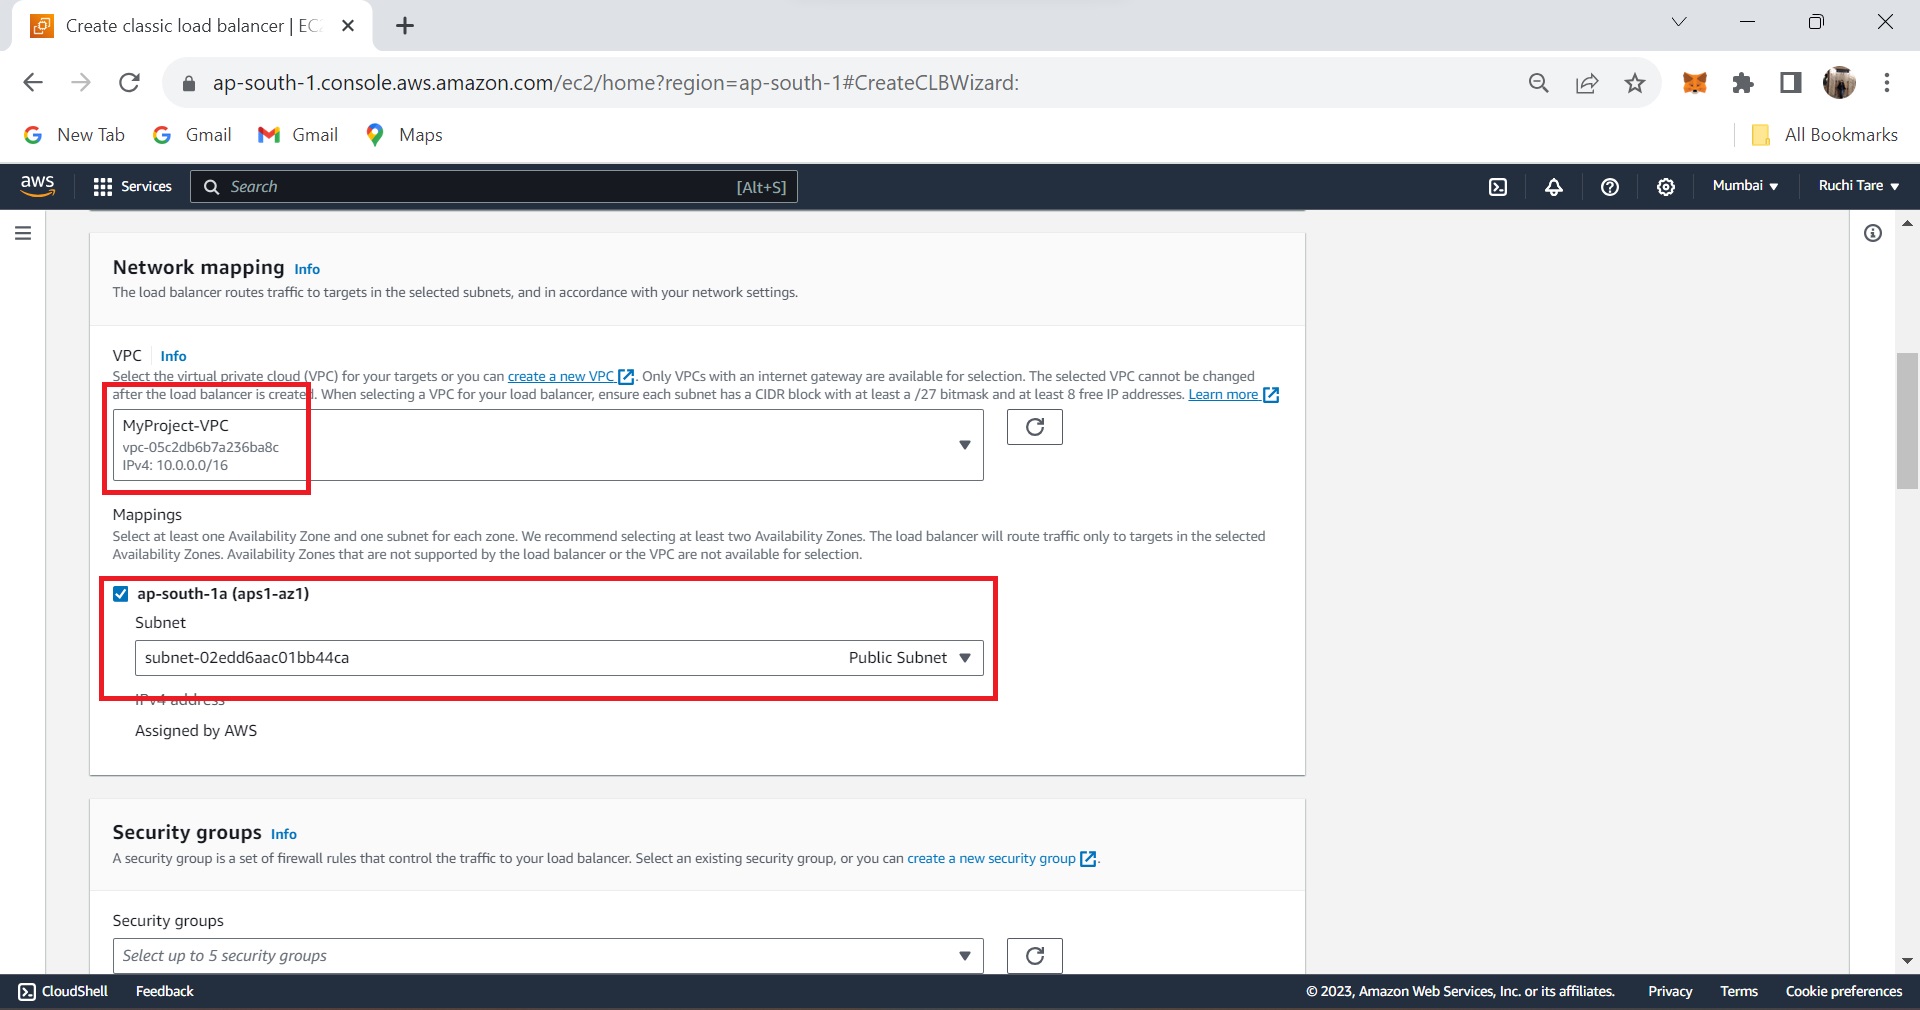 Create classic load balancer | EC2
ap-south-1.console.aws.amazon.com/ec2/home?region=ap-south-1#CreateCLBWizard:
New Tab Gmail Gmail Maps All Bookmarks
aws Services Search [Alt+S] Mumbai Ruchi Tare
Network mapping Info
The load balancer routes traffic to targets in the selected subnets, and in accordance with your network settings.
VPC Info
Select the virtual private cloud (VPC) for your targets or you can create a new VPC. Only VPCs with an internet gateway are available for selection. The selected VPC cannot be changed
after the load balancer is created. When selecting a VPC for your load balancer, ensure each subnet has a CIDR block with at least a /27 bitmask and at least 8 free IP addresses. Learn more
MyProject-VPC
vpc-05c2db6b7a236ba8c
IPv4: 10.0.0.0/16
Mappings
Select at least one Availability Zone and one subnet for each zone. We recommend selecting at least two Availability Zones. The load balancer will route traffic only to targets in the selected
Availability Zones. Availability Zones that are not supported by the load balancer or the VPC are not available for selection.
ap-south-1a (aps1-az1)
Subnet
subnet-02edd6aac01bb44ca Public Subnet
IPv4 address
Assigned by AWS
Security groups Info
A security group is a set of firewall rules that control the traffic to your load balancer. Select an existing security group, or you can create a new security group.
Security groups
Select up to 5 security groups
CloudShell Feedback © 2023, Amazon Web Services, Inc. or its affiliates. Privacy Terms Cookie preferences